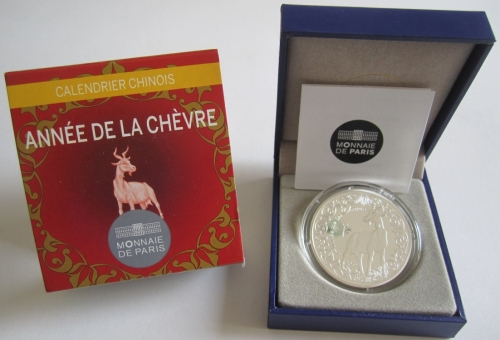 CALENDRIER CHINOIS
ANNÉE DE LA CHÈVRE
MONNAIE
DE PARIS
MONNAIE
DE PARIS